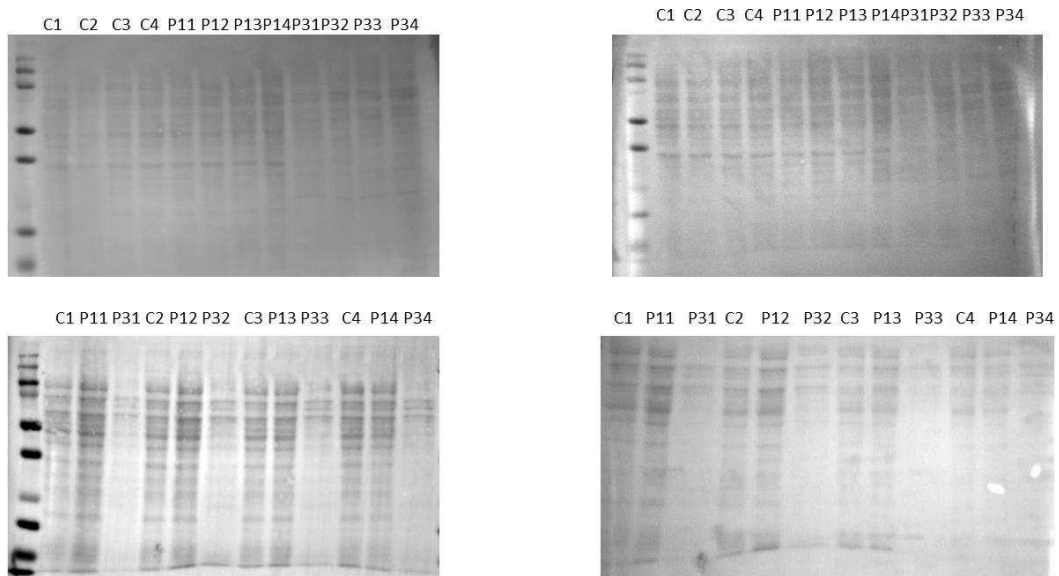 C1 C2 C3 C4 P11 P12 P13P14P31P32 P33 P34
C1 C2 C3 C4 P11 P12 P13 P14P31P32 P33 P34
C1 P11 P31 C2 P12 P32 C3 P13 P33 C4 P14 P34
C1 P11 P31 C2 P12 P32 C3 P13 P33 C4 P14 P34